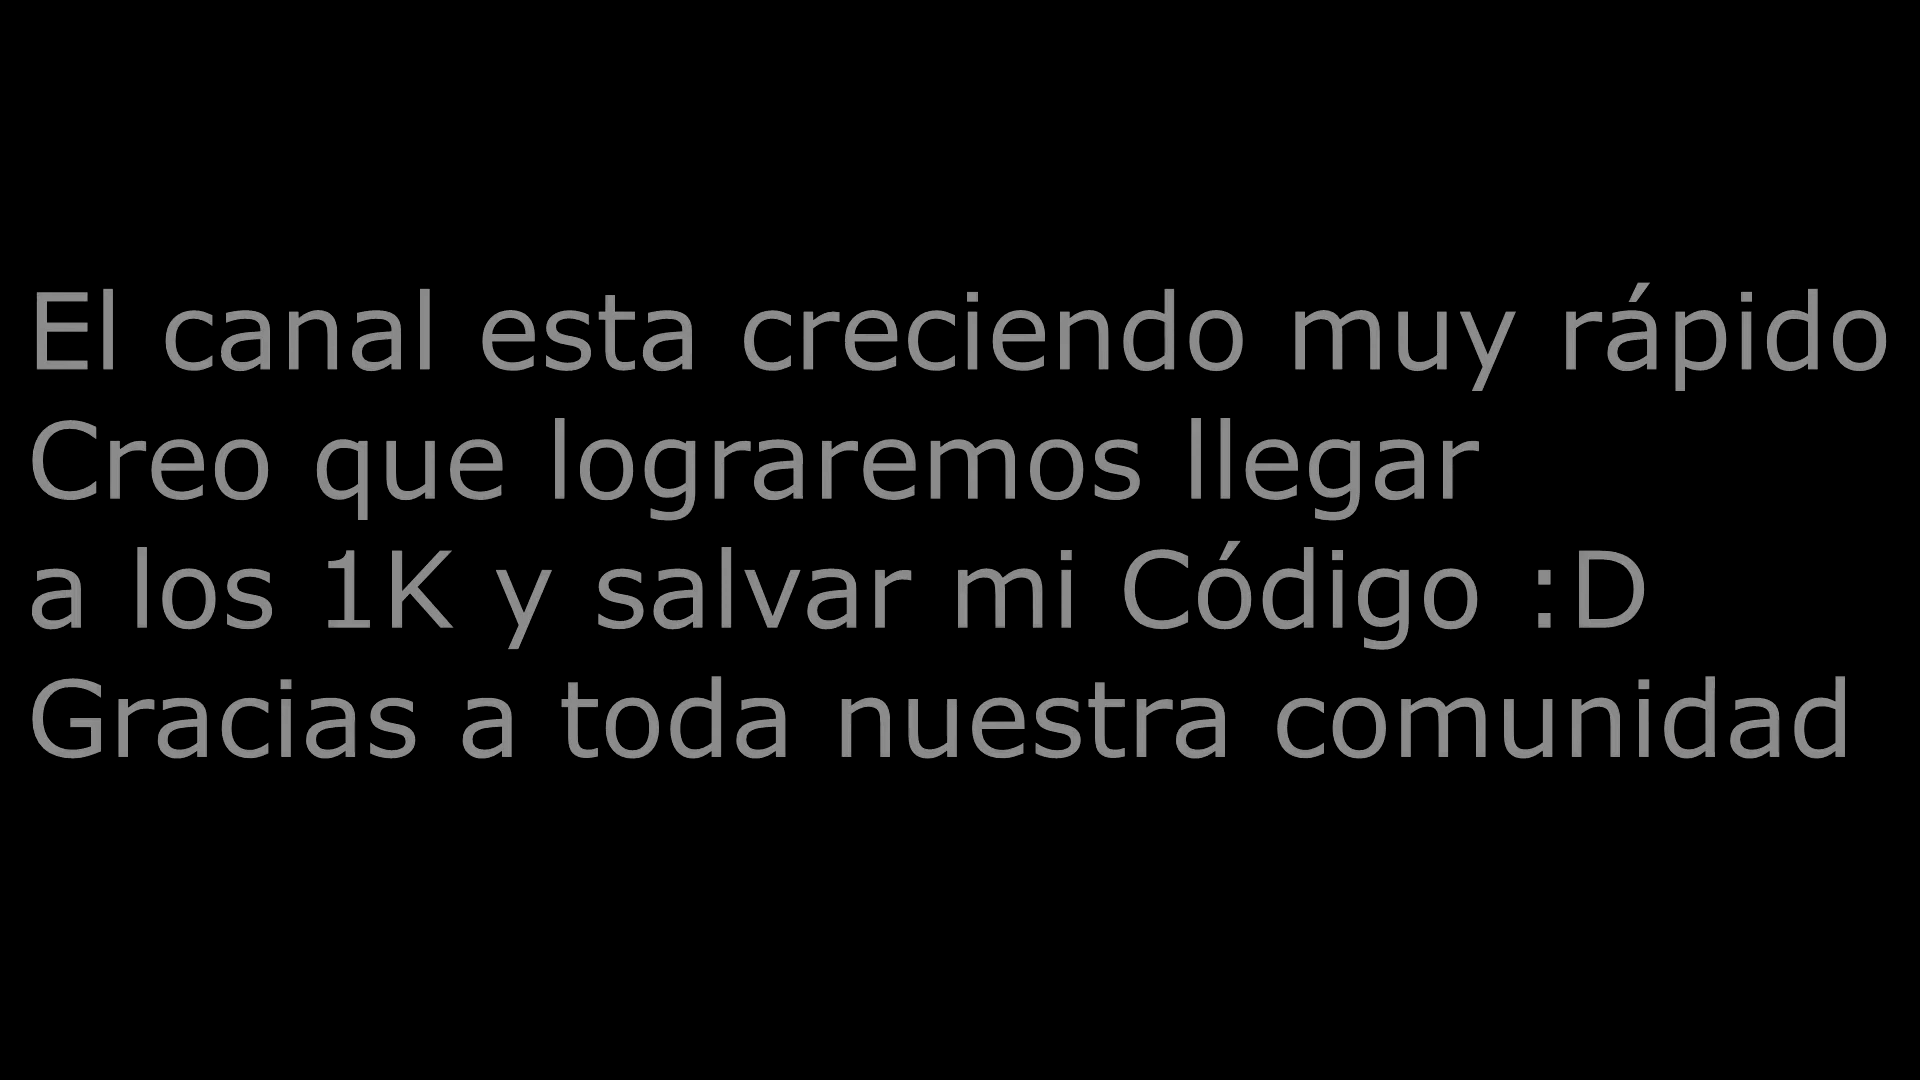 El canal esta creciendo muy rápido
Creo que lograremos llegar
a los 1K y salvar mi Código :D
Gracias a toda nuestra comunidad